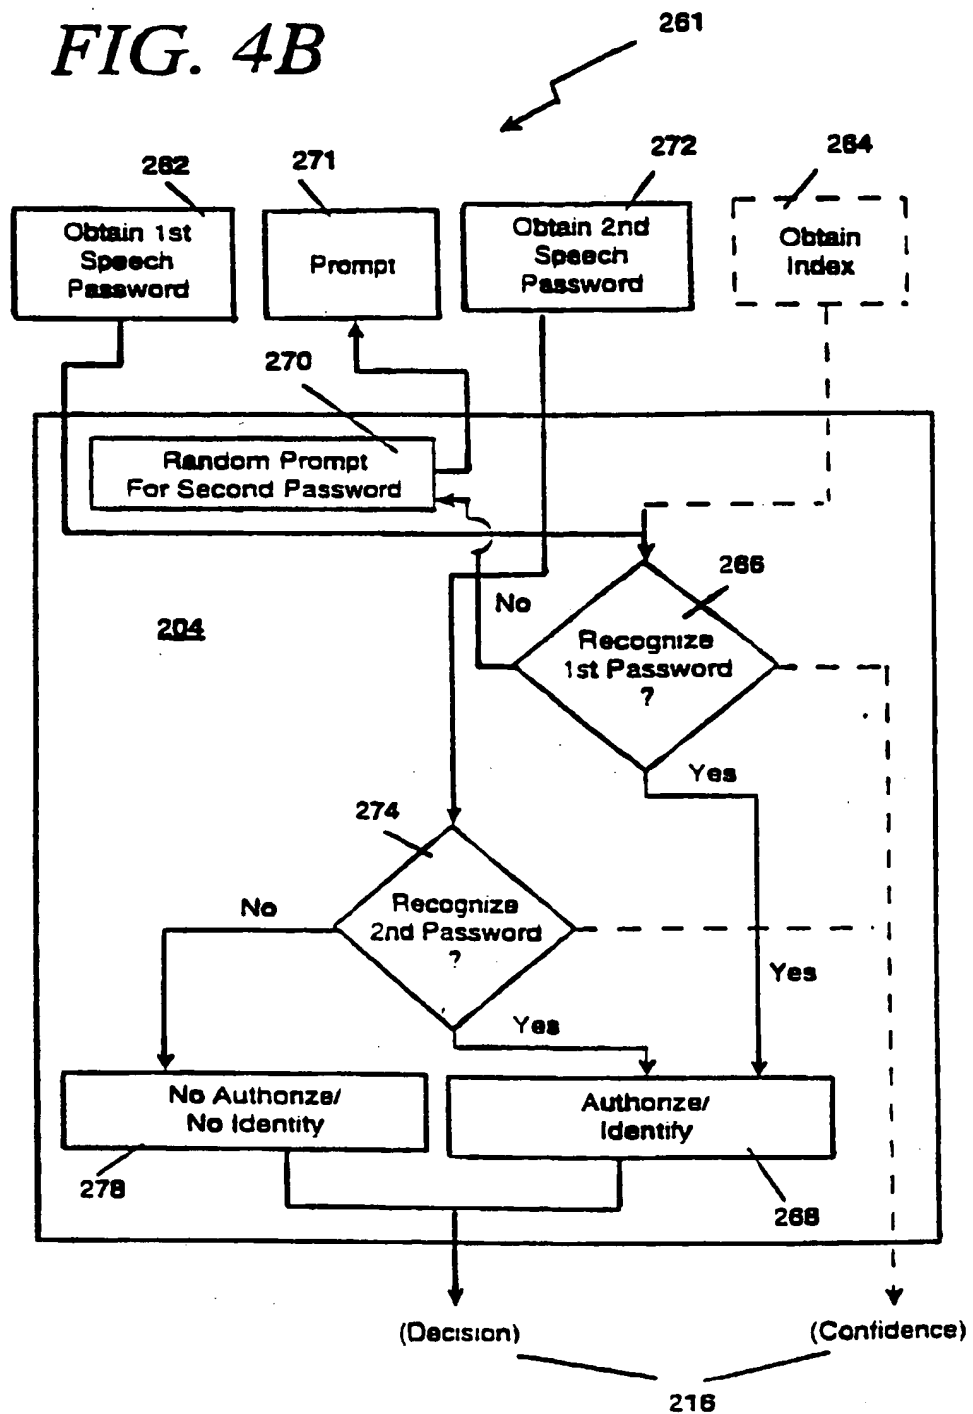 FIG. 4B
261
262
271
272
264
Obtain 1st
Speech
Password
Prompt
Obtain 2nd
Speech
Password
Obtain
Index
270
Random Prompt
For Second Password
266
No
204
Recognize
1st Password
?
Yes
274
No
Recognize
2nd Password
?
Yes
Yes
No Authorize/
No Identity
Authorize/
Identify
278
268
(Decision)
(Confidence)
216